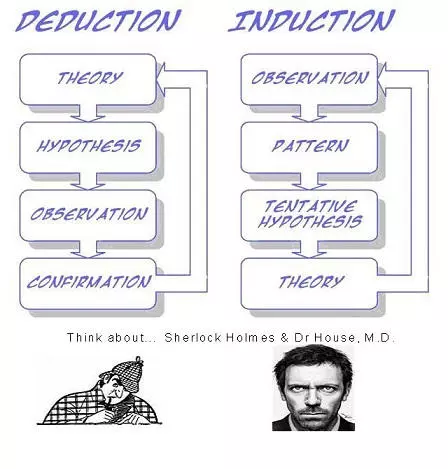 DEDUCTION
THEORY
HYPOTHESIS
OBSERVATION
CONFIRMATION
INDUCTION
OBSERVATION
PATTERN
TENTATIVE
HYPOTHESIS
THEORY
Think about... Sherlock Holmes & Dr House, M.D.